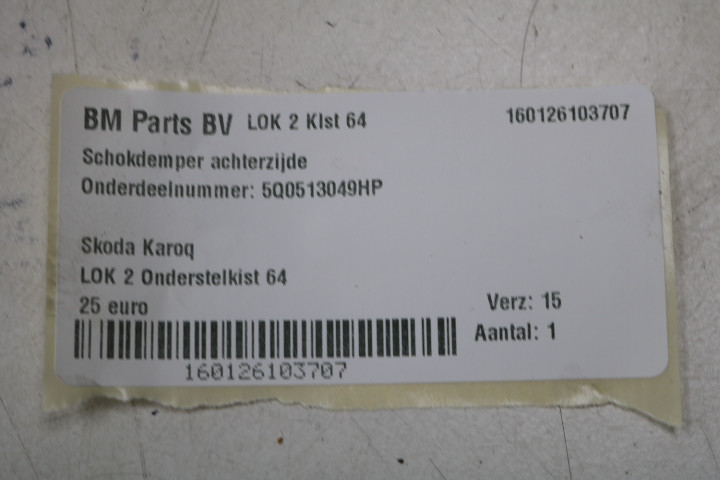 BM Parts BV LOK 2 Klst 64 160126103707
Schokdemper achterzijde
Onderdeelnummer: 5Q0513049HP
Skoda Karoq
LOK 2 Onderstelkist 64
25 euro Verz: 15
Aantal: 1
160126103707